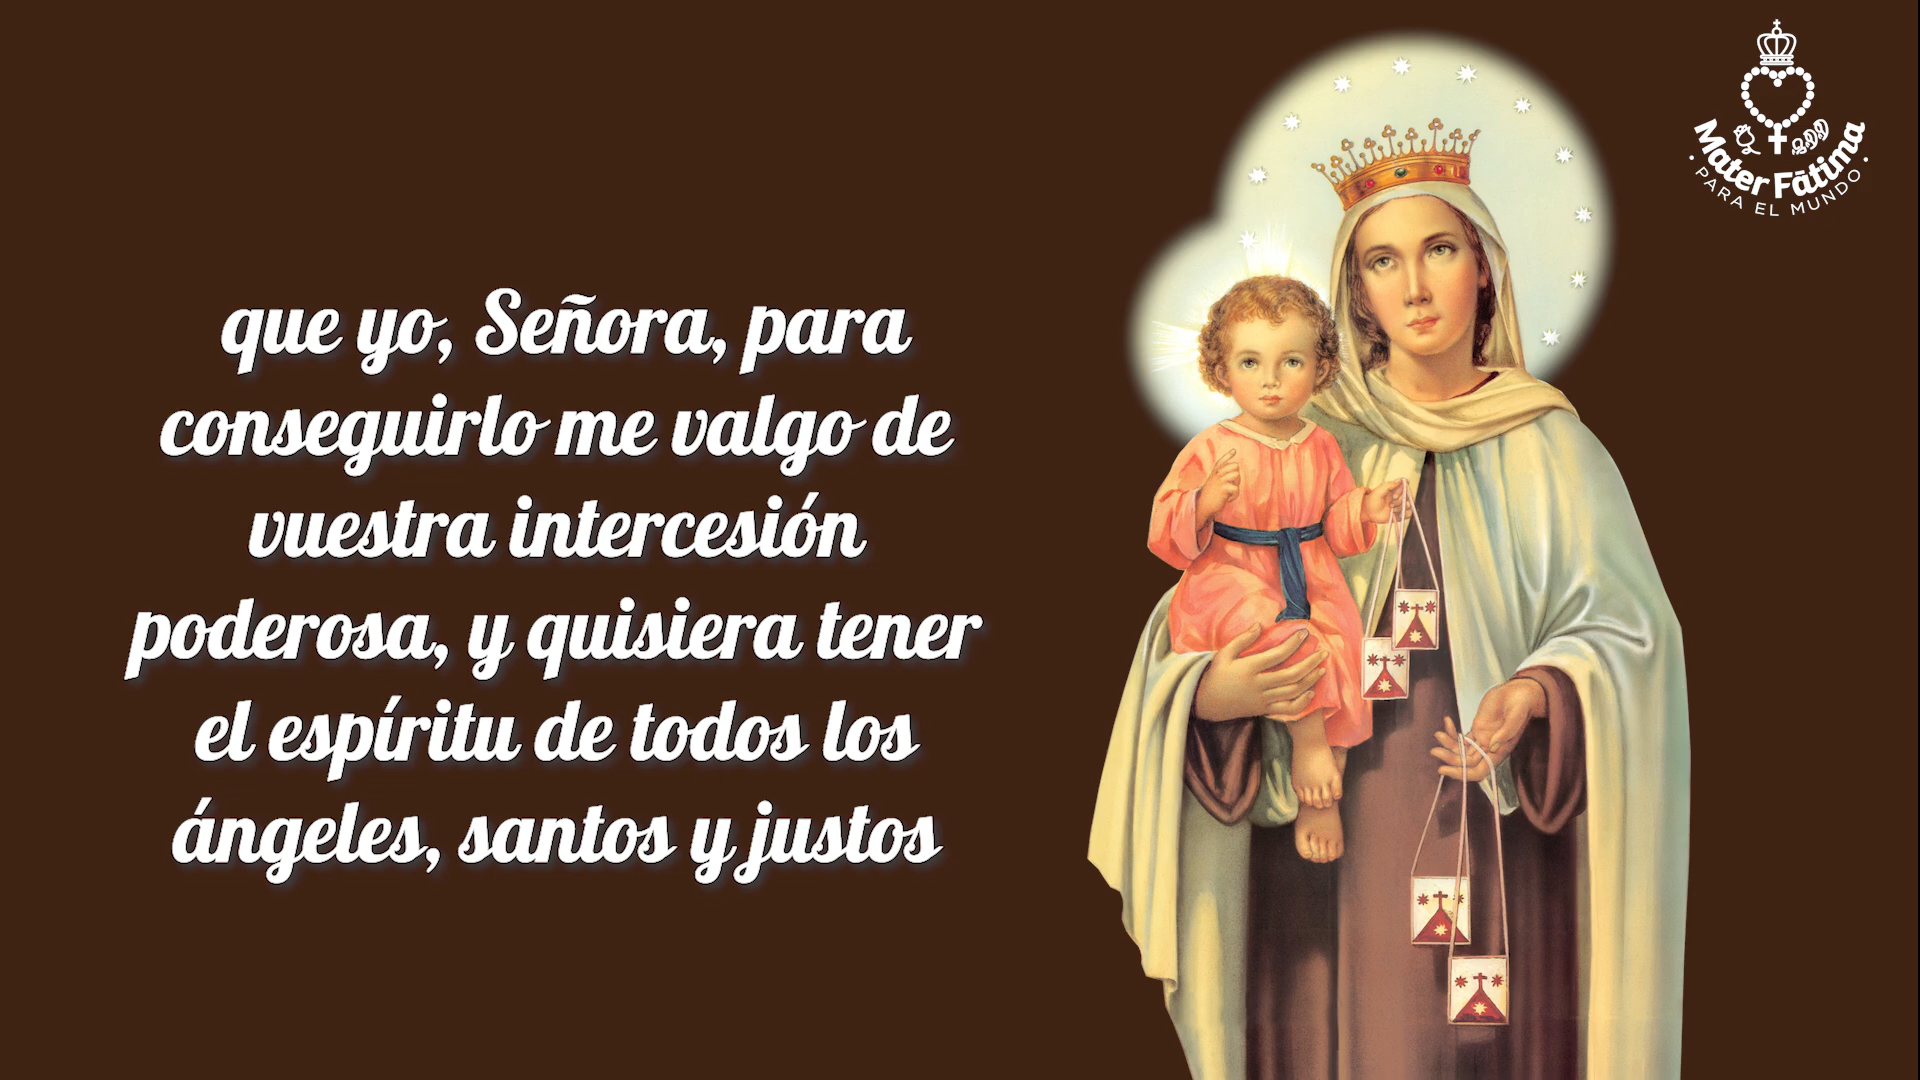 que yo, Señora, para
conseguirlo me valgo de
vuestra intercesión
poderosa, y quisiera tener
el espíritu de todos los
ángeles, santos y justos
Mater Fātima
· PARA EL MUNDO ·